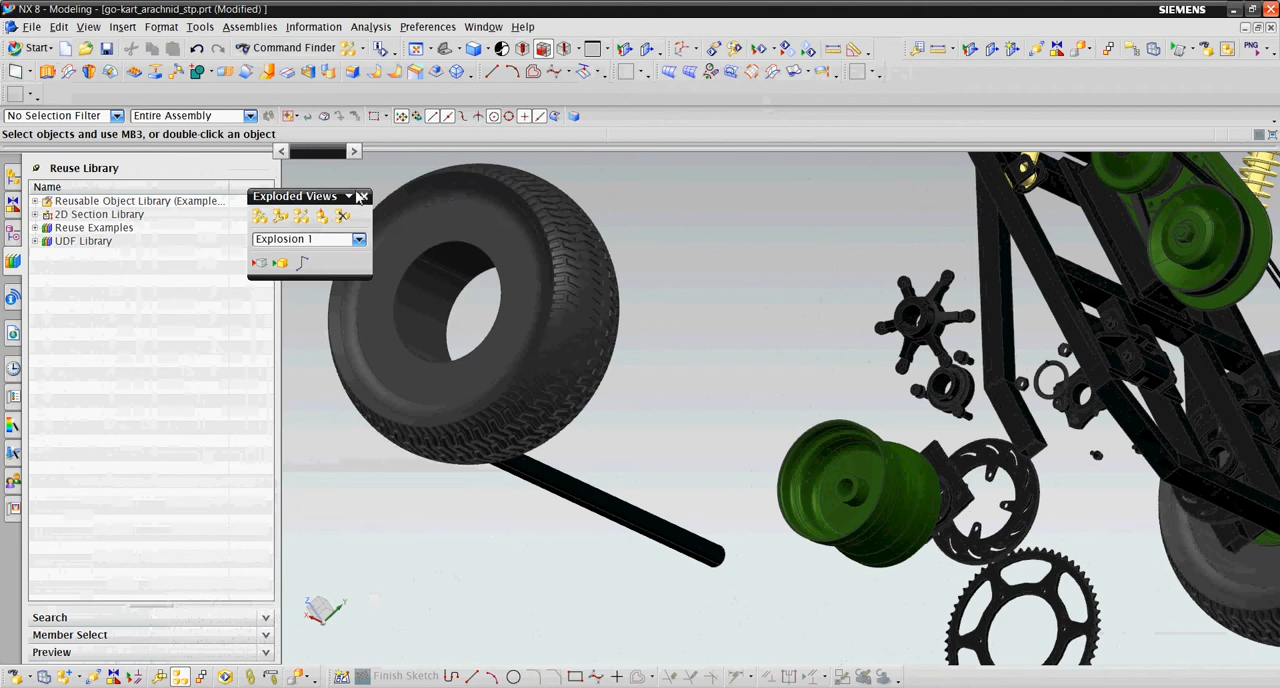 NX 8 - Modeling - [go-kart_arachnid_stp.prt (Modified) ]
SIEMENS
File Edit View Insert Format Tools Assemblies Information Analysis Preferences Window Help
Start Command Finder PNG
No Selection Filter Entire Assembly
Select objects and use MB3, or double-click an object
Reuse Library
Name
Reusable Object Library (Example...
2D Section Library
Reuse Examples
UDF Library
Exploded Views
Explosion 1
Z Y X
Search
Member Select
Preview
Finish Sketch